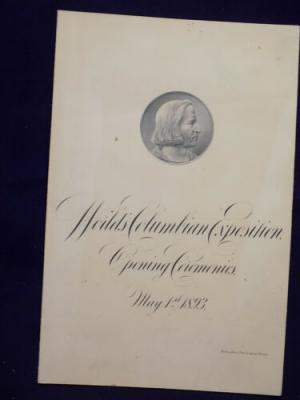 World's Columbian Exposition.
Opening Ceremonies.
May 1st 1893.